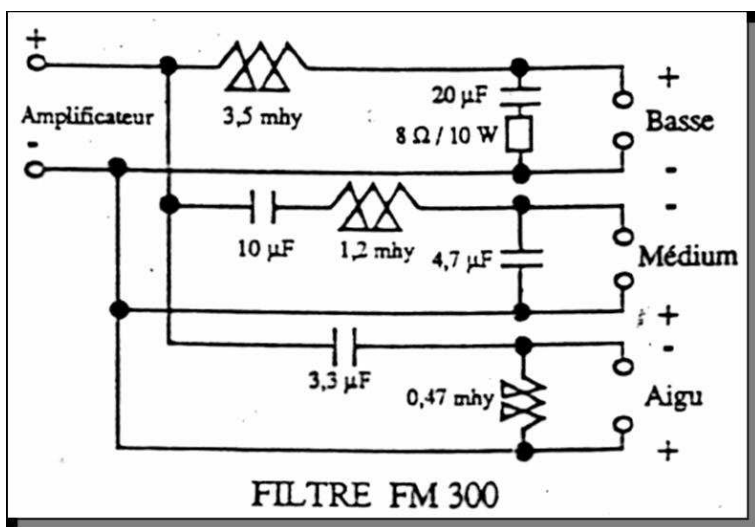 +
Amplificateur
-
3,5 mhy
20 µF
8 Ω / 10 W
+
Basse
-
10 µF
1,2 mhy
4,7 µF
-
Médium
+
3,3 µF
0,47 mhy
-
Aigu
+
FILTRE FM 300